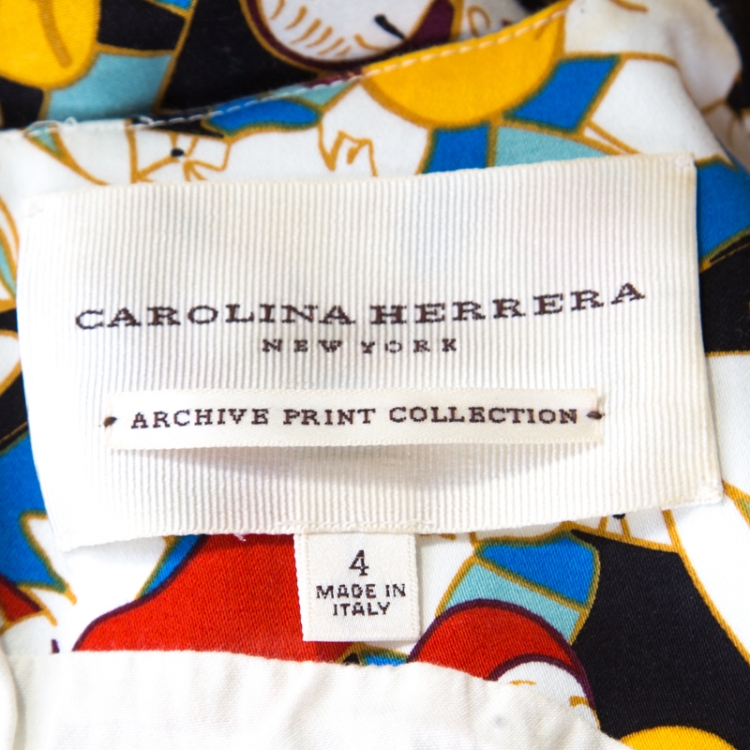 CAROLINA HERRERA
NEW YORK
ARCHIVE PRINT COLLECTION
4
MADE IN
ITALY